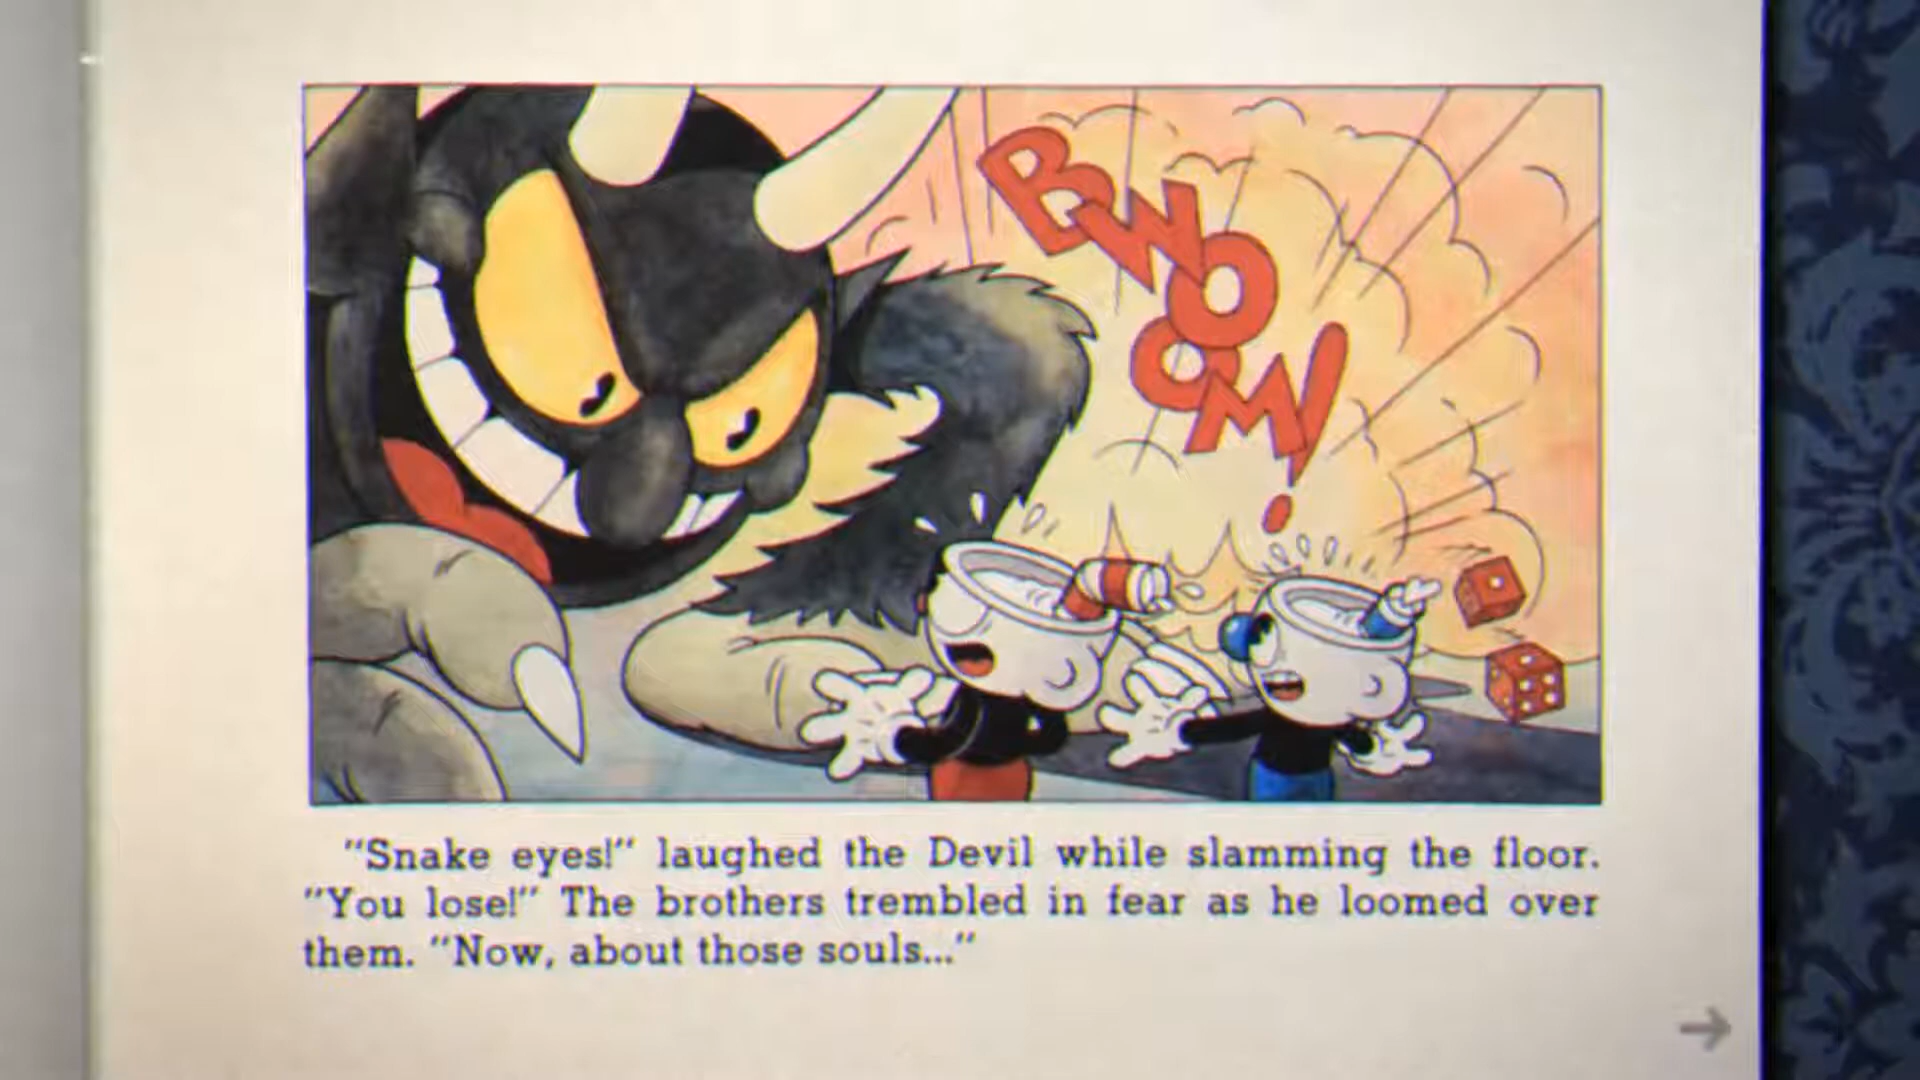 BWOOM!
"Snake eyes!" laughed the Devil while slamming the floor.
"You lose!" The brothers trembled in fear as he loomed over
them. "Now, about those souls..."